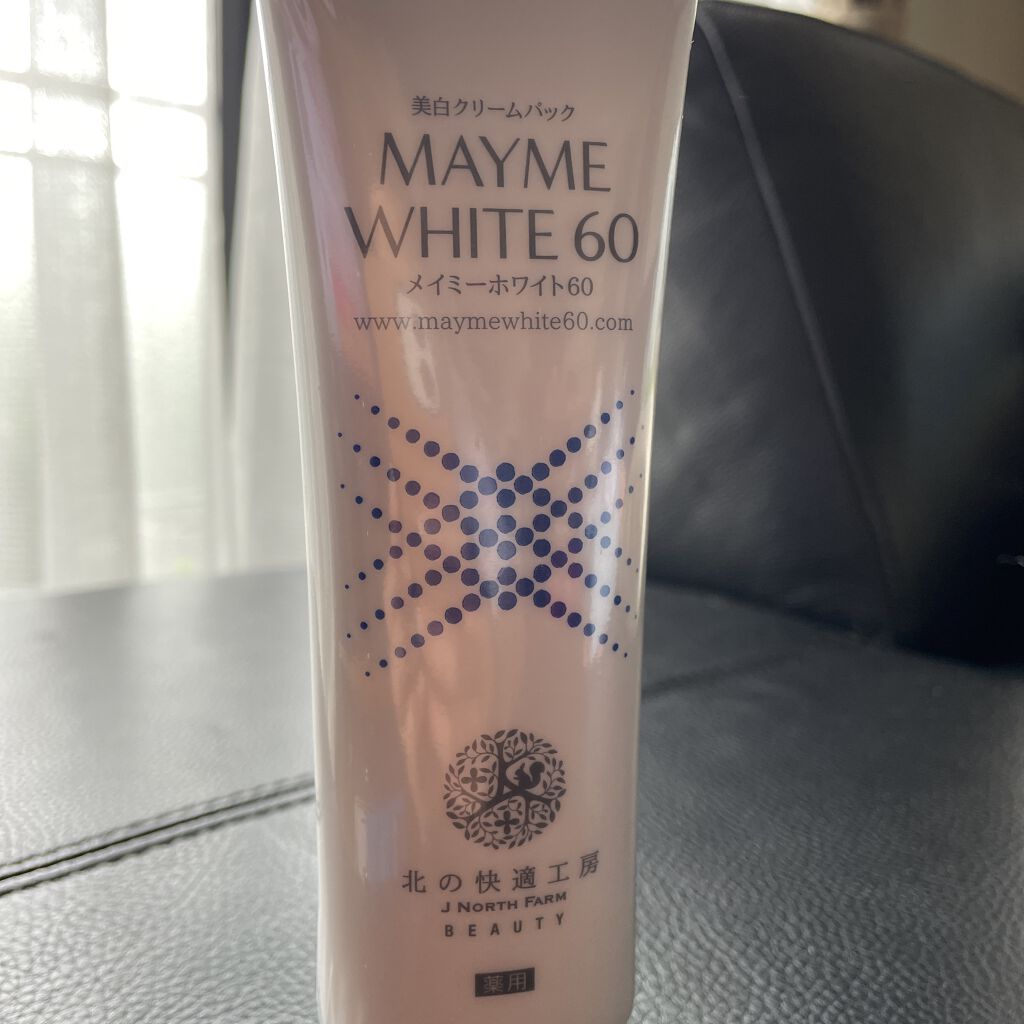 美白クリームパック
MAYME
WHITE 60
メイミーホワイト60
www.maymewhite60.com
北の快適工房
J NORTH FARM
BEAUTY
薬用